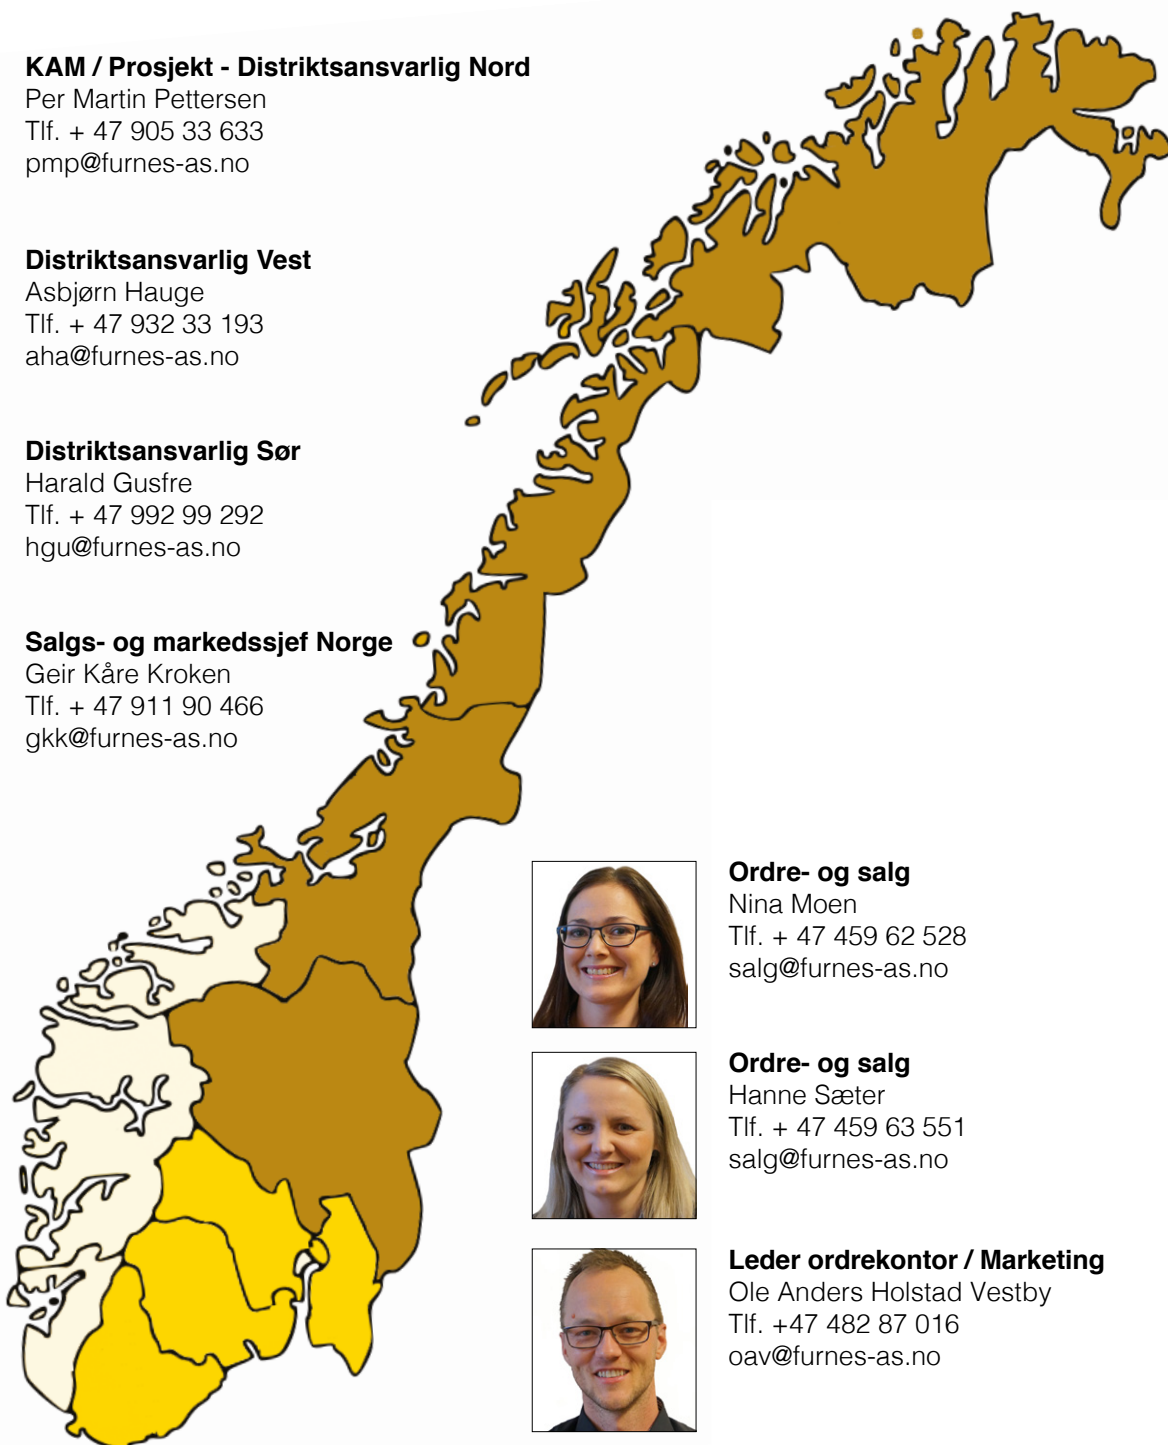 KAM / Prosjekt - Distriktsansvarlig Nord
Per Martin Pettersen
Tlf. + 47 905 33 633
pmp@furnes-as.no
Distriktsansvarlig Vest
Asbjørn Hauge
Tlf. + 47 932 33 193
aha@furnes-as.no
Distriktsansvarlig Sør
Harald Gusfre
Tlf. + 47 992 99 292
hgu@furnes-as.no
Salgs- og markedssjef Norge
Geir Kåre Kroken
Tlf. + 47 911 90 466
gkk@furnes-as.no
Ordre- og salg
Nina Moen
Tlf. + 47 459 62 528
salg@furnes-as.no
Ordre- og salg
Hanne Sæter
Tlf. + 47 459 63 551
salg@furnes-as.no
Leder ordrekontor / Marketing
Ole Anders Holstad Vestby
Tlf. +47 482 87 016
oav@furnes-as.no